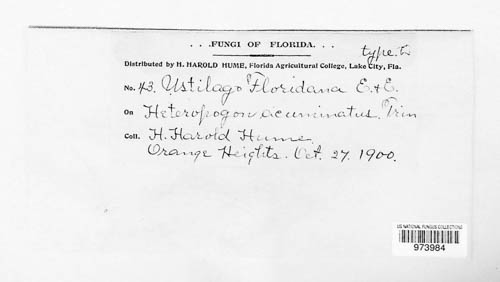 . . .FUNGI OF FLORIDA. . .
type.
Distributed by H. HAROLD HUME, Florida Agricultural College, Lake City, Fla.
No. 43. Ustilago Floridana E. & E.
On Heteropogon acuminatus. Trin
Coll. H. Harold Hume.
Orange Heights. Oct. 27. 1900.
US NATIONAL FUNGUS COLLECTIONS
973984